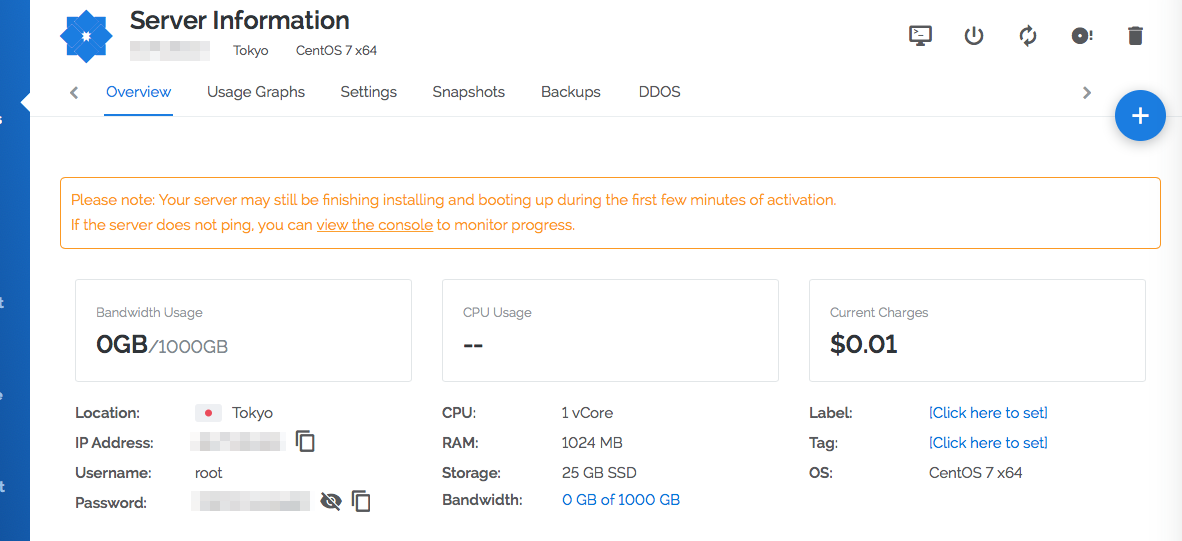 Server Information
Tokyo CentOS 7 x64
Overview Usage Graphs Settings Snapshots Backups DDOS
Please note: Your server may still be finishing installing and booting up during the first few minutes of activation.
If the server does not ping, you can view the console to monitor progress.
Bandwidth Usage CPU Usage Current Charges
0GB/1000GB -- $0.01
Location: Tokyo CPU: 1 vCore Label: [Click here to set]
IP Address: RAM: 1024 MB Tag: [Click here to set]
Username: root Storage: 25 GB SSD OS: CentOS 7 x64
Password: Bandwidth: 0 GB of 1000 GB